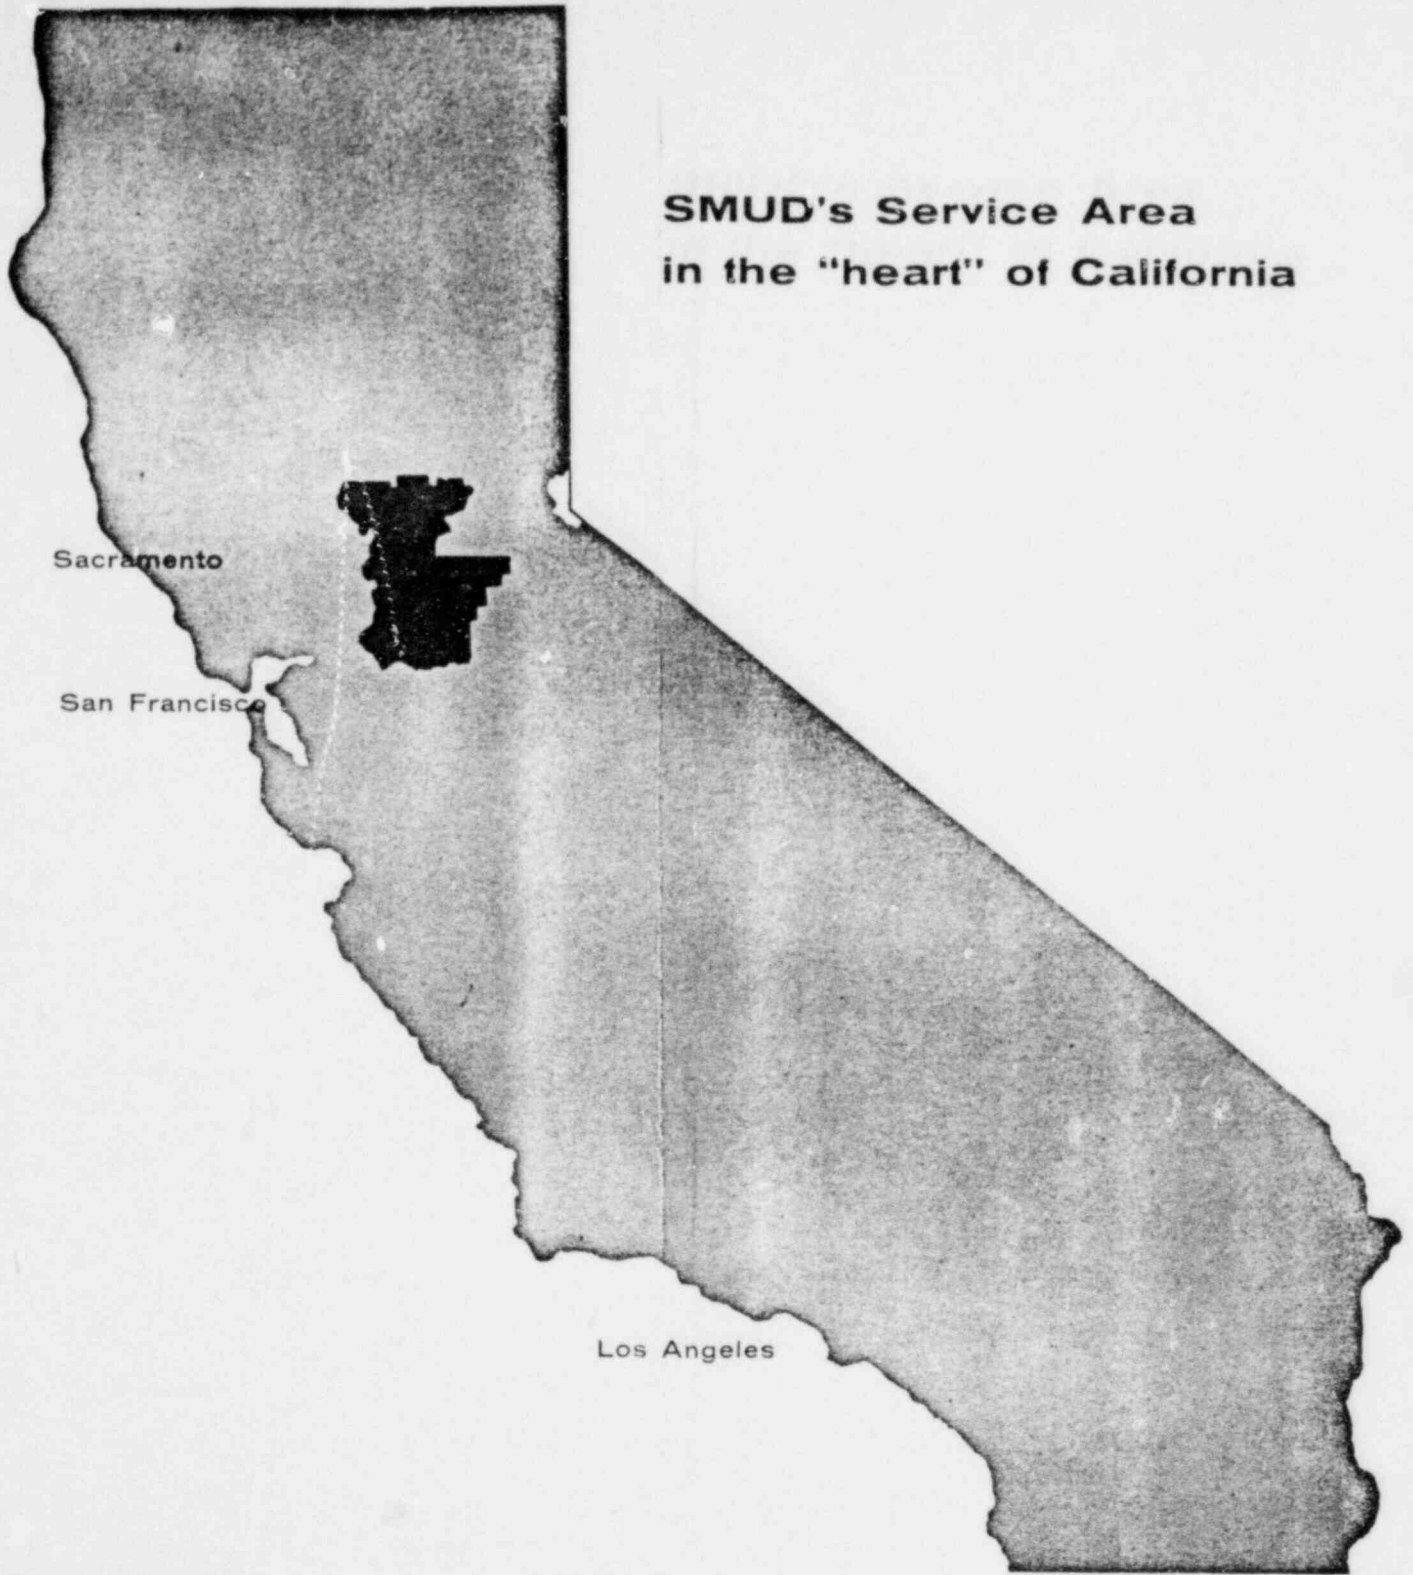 SMUD's Service Area
in the "heart" of California
Sacramento
San Francisco
Los Angeles